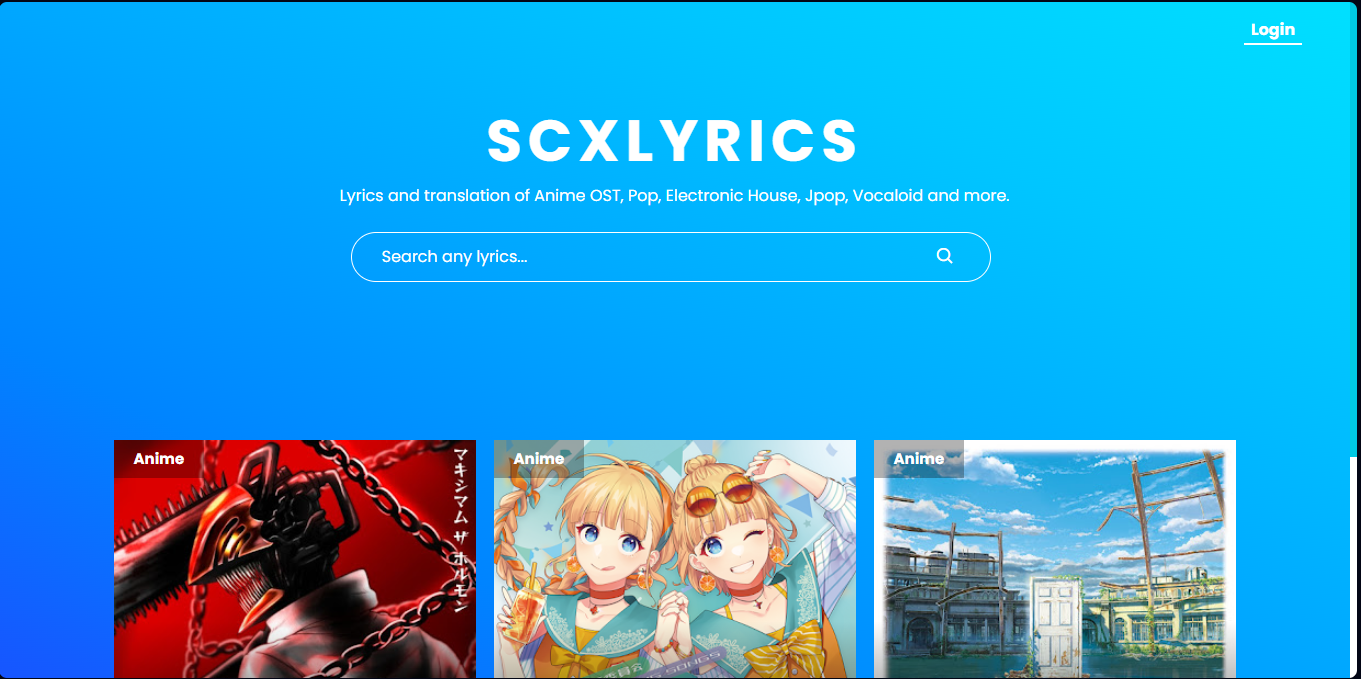 Login
SCXLYRICS
Lyrics and translation of Anime OST, Pop, Electronic House, Jpop, Vocaloid and more.
Search any lyrics...
Anime
マキシマム ザ ホルモン
Anime
SONGS
Anime